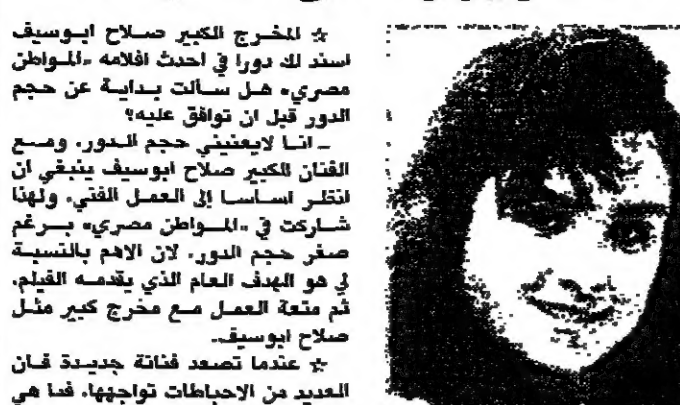 ☆ المخرج الكبير صلاح ابوسيف
اسند لك دورا في احدث افلامه «المواطن
مصري» هل سألت بداية عن حجم
الدور قبل ان توافق عليه؟
ـ انا لايعنيني حجم الدور. ومع
الفنان الكبير صلاح ابوسيف ينبغي ان
انظر اساسا إلى العمل الفني. ولهذا
شاركت في «المواطن مصري» برغم
صغر حجم الدور. لان الاهم بالنسبة
لي هو الهدف العام الذي يقدمه الفيلم.
ثم متعة العمل مع مخرج كبير مثل
صلاح ابوسيف.
☆ عندما تصعد فنانة جديدة فان
العديد من الاحباطات تواجهها. فما هي